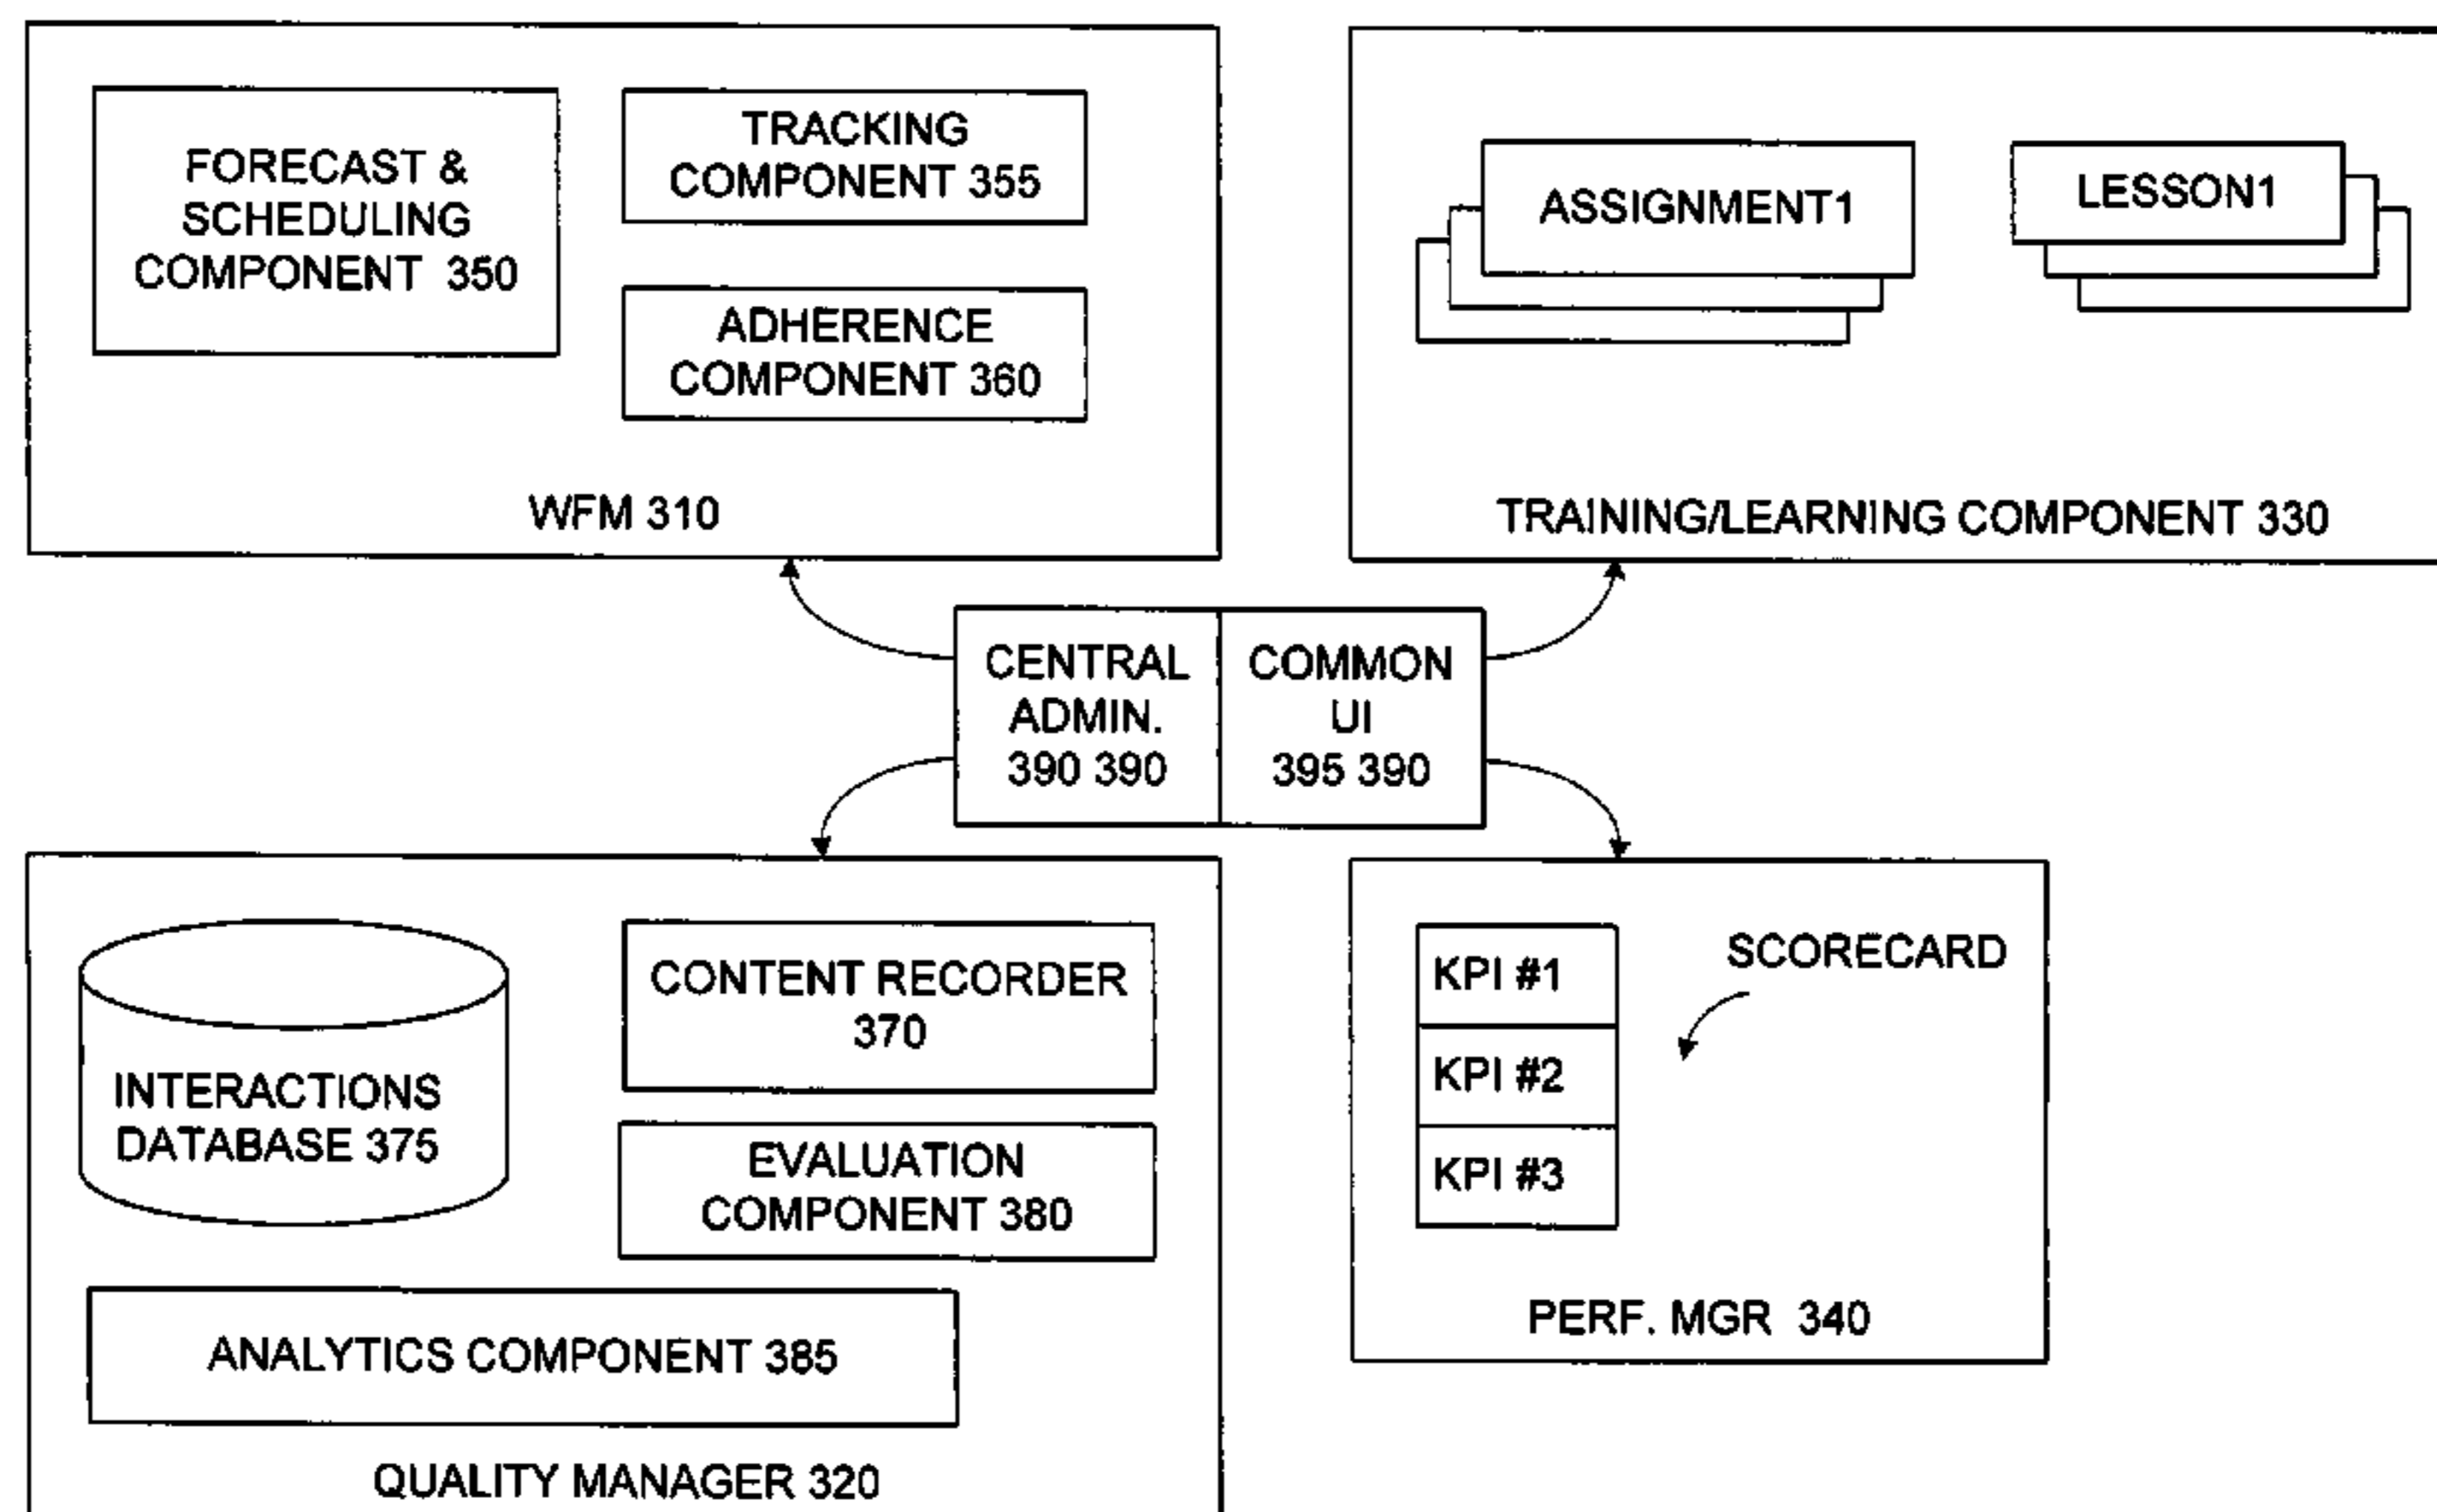 FORECAST &
SCHEDULING
COMPONENT 350
TRACKING
COMPONENT 355
ADHERENCE
COMPONENT 360
WFM 310
ASSIGNMENT1
LESSON1
TRAINING/LEARNING COMPONENT 330
CENTRAL
ADMIN.
390 390
COMMON
UI
395 390
INTERACTIONS
DATABASE 375
CONTENT RECORDER
370
EVALUATION
COMPONENT 380
ANALYTICS COMPONENT 385
QUALITY MANAGER 320
KPI #1
KPI #2
KPI #3
SCORECARD
PERF. MGR 340